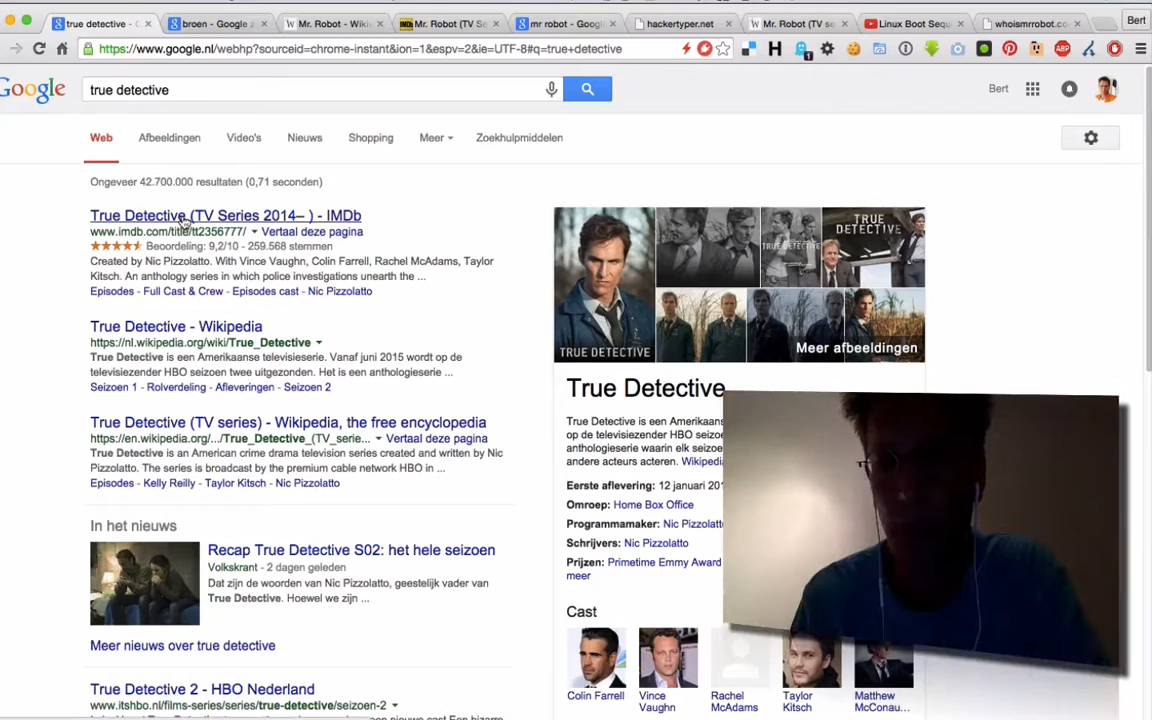 true detective - G
broen - Google z
Mr. Robot - Wiki
Mr. Robot (TV Se
mr robot - Google
hackertyper.net
Mr. Robot (TV se
Linux Boot Sequ
whoismrrobot.co
Bert
https://www.google.nl/webhp?sourceid=chrome-instant&ion=1&espv=2&ie=UTF-8#q=true+detective
1
ABP
Google
true detective
Bert
Web Afbeeldingen Video's Nieuws Shopping Meer Zoekhulpmiddelen
Ongeveer 42.700.000 resultaten (0,71 seconden)
True Detective (TV Series 2014– ) - IMDb
www.imdb.com/title/tt2356777/ Vertaal deze pagina
Beoordeling: 9,2/10 - 259.568 stemmen
Created by Nic Pizzolatto. With Vince Vaughn, Colin Farrell, Rachel McAdams, Taylor
Kitsch. An anthology series in which police investigations unearth the ...
Episodes - Full Cast & Crew - Episodes cast - Nic Pizzolatto
True Detective - Wikipedia
https://nl.wikipedia.org/wiki/True_Detective
True Detective is een Amerikaanse televisieserie. Vanaf juni 2015 wordt op de
televisiezender HBO seizoen twee uitgezonden. Het is een anthologieserie ...
Seizoen 1 - Rolverdeling - Afleveringen - Seizoen 2
True Detective (TV series) - Wikipedia, the free encyclopedia
https://en.wikipedia.org/.../True_Detective_(TV_serie... Vertaal deze pagina
True Detective is an American crime drama television series created and written by Nic
Pizzolatto. The series is broadcast by the premium cable network HBO in ...
Episodes - Kelly Reilly - Taylor Kitsch - Nic Pizzolatto
In het nieuws
Recap True Detective S02: het hele seizoen
Volkskrant - 2 dagen geleden
Dat zijn de woorden van Nic Pizzolatto, geestelijk vader van
True Detective. Hoewel we zijn ...
Meer nieuws over true detective
True Detective 2 - HBO Nederland
www.itshbo.nl/films-series/series/true-detective/seizoen-2
TRUE DETECTIVE
TRUE DETECTIVE
TRUE
DETECTIVE
Meer afbeeldingen
True Detective
True Detective is een Amerikaanse
op de televisiezender HBO seizoe
anthologieserie waarin elk seizoe
andere acteurs acteren. Wikipedia
Eerste aflevering: 12 januari 201
Omroep: Home Box Office
Programmamaker: Nic Pizzolatt
Schrijvers: Nic Pizzolatto
Prijzen: Primetime Emmy Award
meer
Cast
Colin Farrell
Vince
Vaughn
Rachel
McAdams
Taylor
Kitsch
Matthew
McConau...